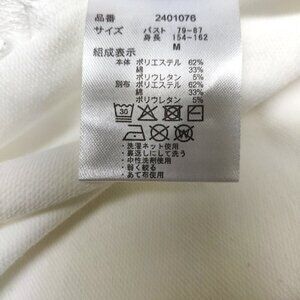 品番 2401076
サイズ バスト 79-87
身長 154-162
M
組成表示
本体 ポリエステル 62%
綿 33%
ポリウレタン 5%
別布 ポリエステル 62%
綿 33%
ポリウレタン 5%
30
・洗濯ネット使用
・裏返しにして洗う
・中性洗剤使用
・弱く絞る
・あて布使用